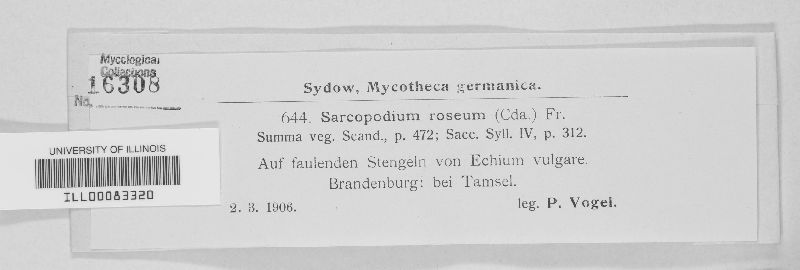 Mycological
Collections
16308
No.
UNIVERSITY OF ILLINOIS
ILL00083320
Sydow, Mycotheca germanica.
644. Sarcopodium roseum (Cda.) Fr.
Summa veg. Scand., p. 472; Sacc. Syll. IV, p. 312.
Auf faulenden Stengeln von Echium vulgare.
Brandenburg: bei Tamsel.
2. 3. 1906. leg. P. Vogel.